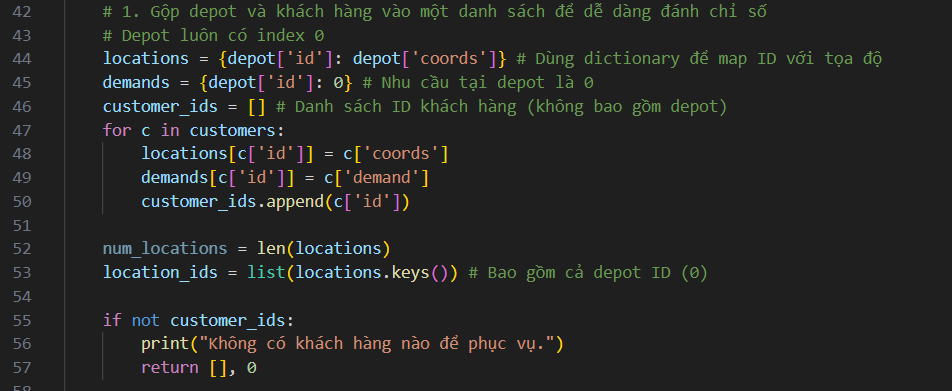 42 # 1. Gộp depot và khách hàng vào một danh sách để dễ dàng đánh chỉ số
43 # Depot luôn có index 0
44 locations = {depot['id']: depot['coords']} # Dùng dictionary để map ID với tọa độ
45 demands = {depot['id']: 0} # Nhu cầu tại depot là 0
46 customer_ids = [] # Danh sách ID khách hàng (không bao gồm depot)
47 for c in customers:
48 locations[c['id']] = c['coords']
49 demands[c['id']] = c['demand']
50 customer_ids.append(c['id'])
51
52 num_locations = len(locations)
53 location_ids = list(locations.keys()) # Bao gồm cả depot ID (0)
54
55 if not customer_ids:
56 print("Không có khách hàng nào để phục vụ.")
57 return [], 0
58